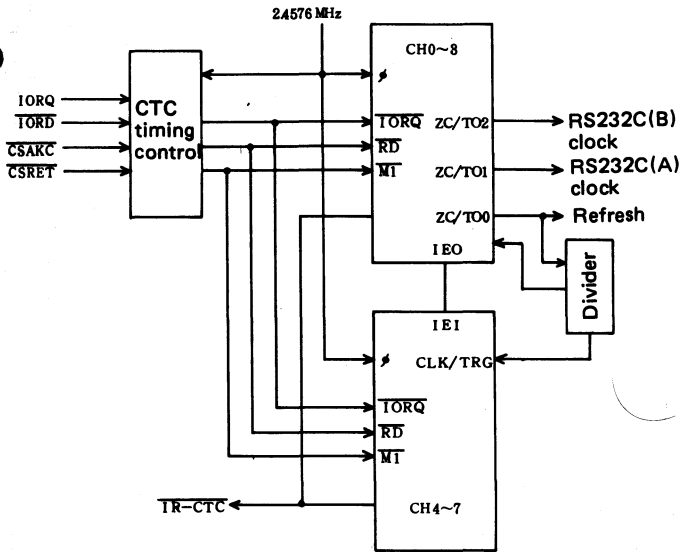 2.4576 MHz
CH0~8
ø
IORQ
IORD
CSAKC
CSRET
CTC
timing
control
IORQ
RD
M1
ZC/TO2
ZC/TO1
ZC/TO0
IEO
RS232C(B)
clock
RS232C(A)
clock
Refresh
Divider
IEI
ø
CLK/TRG
IORQ
RD
M1
IR-CTC
CH4~7